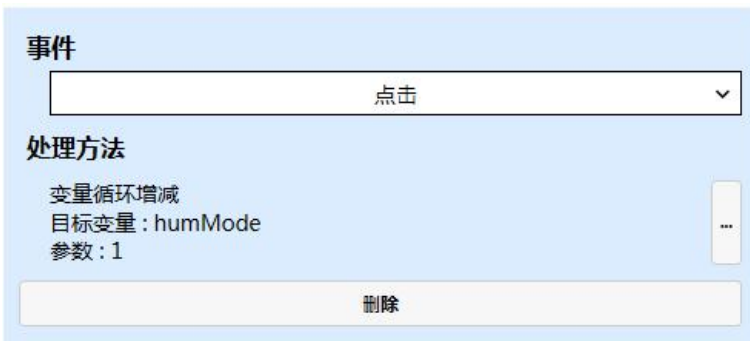 事件
点击
处理方法
变量循环增减
目标变量 : humMode
参数 : 1
...
删除